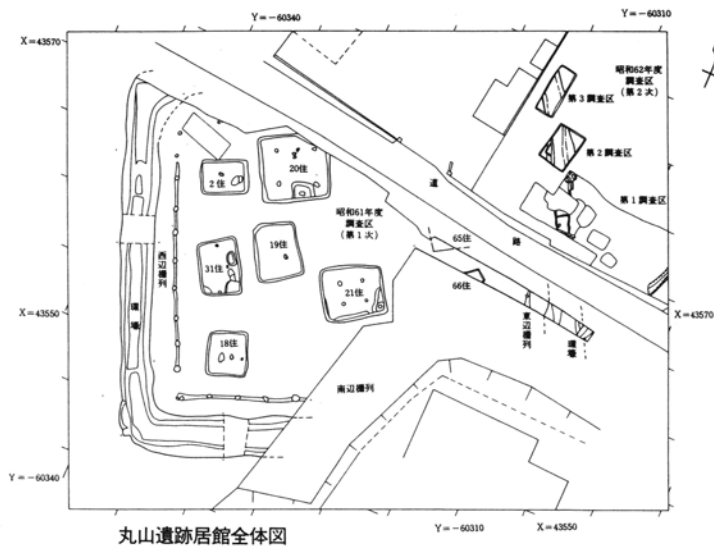 Y=-60340
Y=-60310
X=43570
昭和62年度
調査区
(第2次)
第3調査区
第2調査区
第1調査区
20住
2住
道
路
昭和61年度
調査区
(第1次)
65住
19住
31住
西辺柵列
21住
66住
X=43550
X=43570
環壕
東辺柵列
環壕
18住
南辺柵列
Y=-60340
Y=-60310
X=43550
丸山遺跡居館全体図